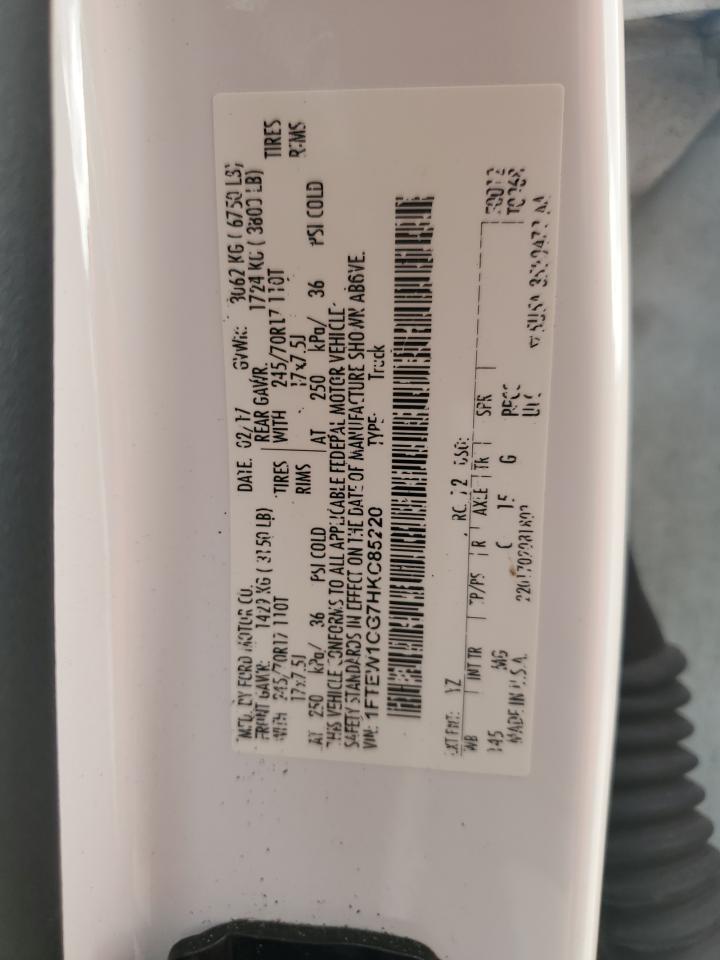 MFD. BY FORD MOTOR CO. DATE: 02/17 GVWR: 3062 KG ( 6750 LB)
FRONT GAWR: 1429 KG ( 3150 LB) REAR GAWR: 1724 KG ( 3800 LB)
WITH 245/70R17 110T TIRES WITH 245/70R17 110T TIRES
17x7.5J RIMS 17x7.5J RIMS
AT 250 kPa/ 36 PSI COLD AT 250 kPa/ 36 PSI COLD
THIS VEHICLE CONFORMS TO ALL APPLICABLE FEDERAL MOTOR VEHICLE
SAFETY STANDARDS IN EFFECT ON THE DATE OF MANUFACTURE SHOWN ABOVE.
VIN: 1FTEW1CG7HKC85220 TYPE: Truck
EXT PNT: YZ RC: 72 DSO:
WB INT TR TP/PS R AXLE TR SPR
145 MG C 15 G
MADE IN U.S.A.